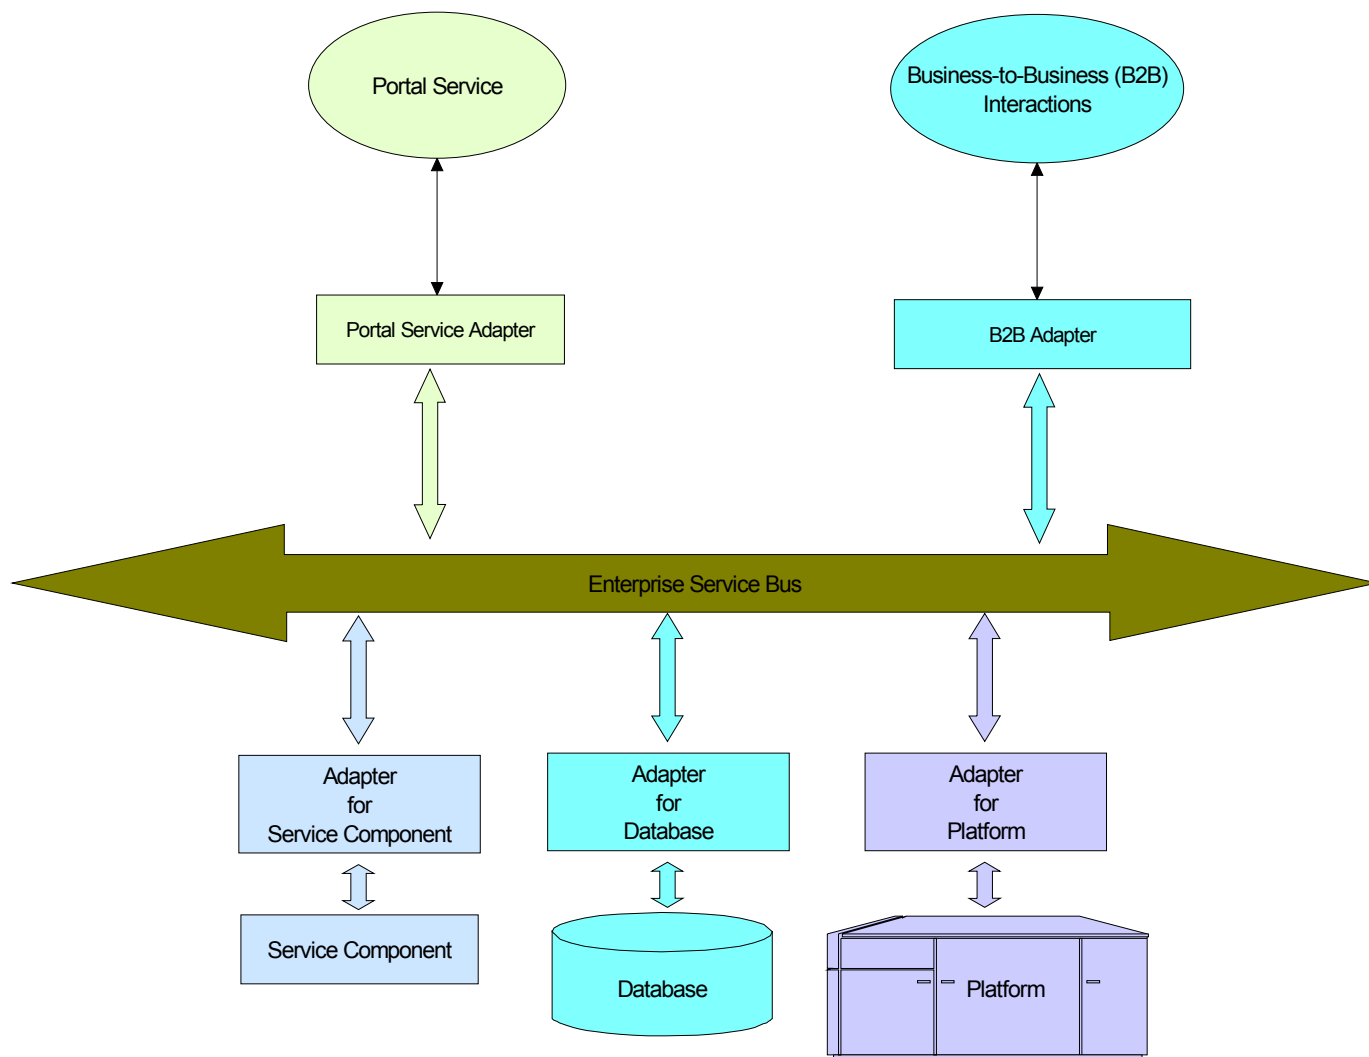 Portal Service
Business-to-Business (B2B)
Interactions
Portal Service Adapter
B2B Adapter
Enterprise Service Bus
Adapter
for
Service Component
Adapter
for
Database
Adapter
for
Platform
Service Component
Database
Platform